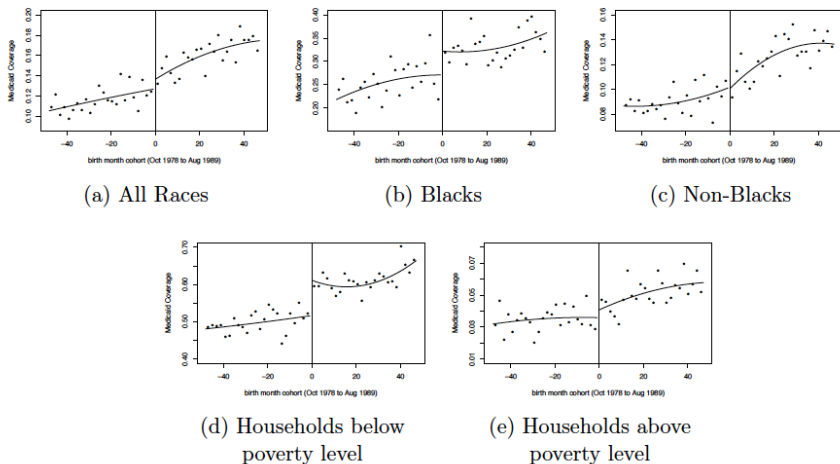 0.20
0.18
0.16
0.14
0.12
0.10
Medicaid Coverage
−40 −20 0 20 40
birth month cohort (Oct 1978 to Aug 1989)
(a) All Races
0.40
0.35
0.30
0.25
0.20
Medicaid Coverage
−40 −20 0 20 40
birth month cohort (Oct 1978 to Aug 1989)
(b) Blacks
0.16
0.14
0.12
0.10
0.08
Medicaid Coverage
−40 −20 0 20 40
birth month cohort (Oct 1978 to Aug 1989)
(c) Non-Blacks
0.70
0.60
0.50
0.40
Medicaid Coverage
−40 −20 0 20 40
birth month cohort (Oct 1978 to Aug 1989)
(d) Households below
poverty level
0.07
0.05
0.03
0.01
Medicaid Coverage
−40 −20 0 20 40
birth month cohort (Oct 1978 to Aug 1989)
(e) Households above
poverty level